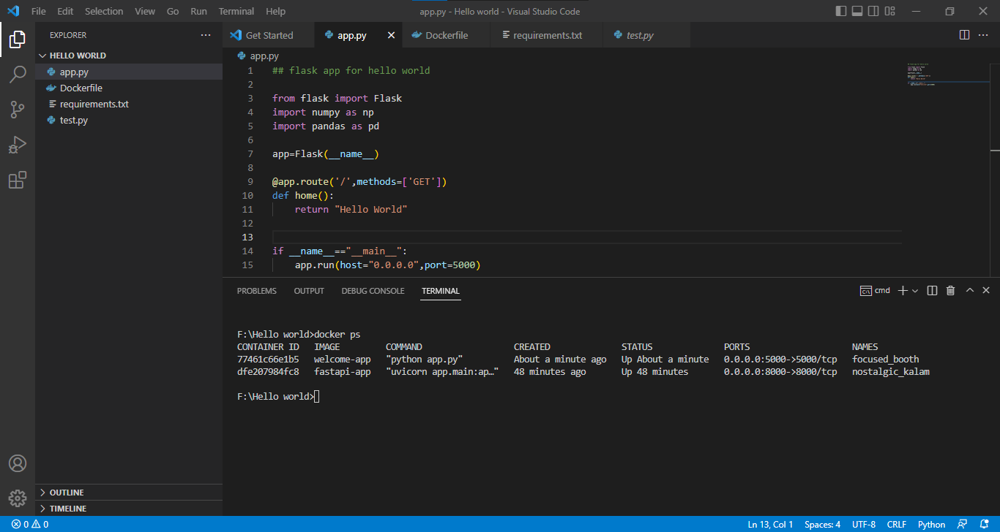 File Edit Selection View Go Run Terminal Help app.py - Hello world - Visual Studio Code
EXPLORER
HELLO WORLD
app.py
Dockerfile
requirements.txt
test.py
OUTLINE
TIMELINE
Get Started app.py Dockerfile requirements.txt test.py
app.py
1 ## flask app for hello world
2
3 from flask import Flask
4 import numpy as np
5 import pandas as pd
6
7 app=Flask(__name__)
8
9 @app.route('/',methods=['GET'])
10 def home():
11 return "Hello World"
12
13
14 if __name__=="__main__":
15 app.run(host="0.0.0.0",port=5000)
PROBLEMS OUTPUT DEBUG CONSOLE TERMINAL cmd
F:\Hello world>docker ps
CONTAINER ID IMAGE COMMAND CREATED STATUS PORTS NAMES
77461c66e1b5 welcome-app "python app.py" About a minute ago Up About a minute 0.0.0.0:5000->5000/tcp focused_booth
dfe207984fc8 fastapi-app "uvicorn app.main:ap…" 48 minutes ago Up 48 minutes 0.0.0.0:8000->8000/tcp nostalgic_kalam
F:\Hello world>
0 0 Ln 13, Col 1 Spaces: 4 UTF-8 CRLF Python